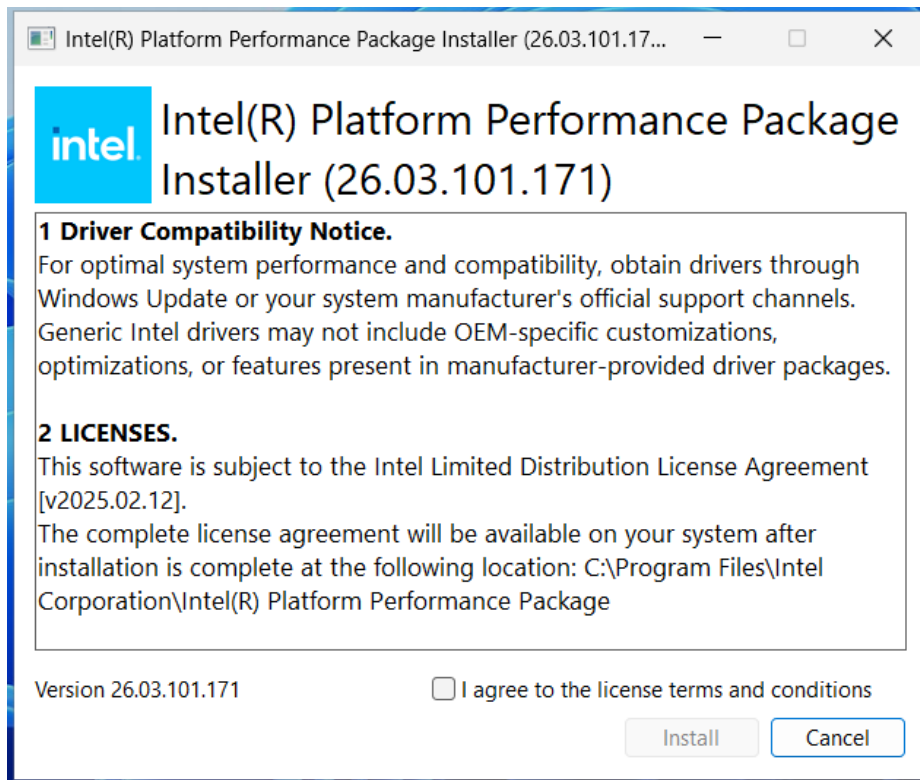 Intel(R) Platform Performance Package Installer (26.03.101.17...
intel.
Intel(R) Platform Performance Package
Installer (26.03.101.171)
1 Driver Compatibility Notice.
For optimal system performance and compatibility, obtain drivers through
Windows Update or your system manufacturer's official support channels.
Generic Intel drivers may not include OEM-specific customizations,
optimizations, or features present in manufacturer-provided driver packages.
2 LICENSES.
This software is subject to the Intel Limited Distribution License Agreement
[v2025.02.12].
The complete license agreement will be available on your system after
installation is complete at the following location: C:\Program Files\Intel
Corporation\Intel(R) Platform Performance Package
Version 26.03.101.171
I agree to the license terms and conditions
Install
Cancel